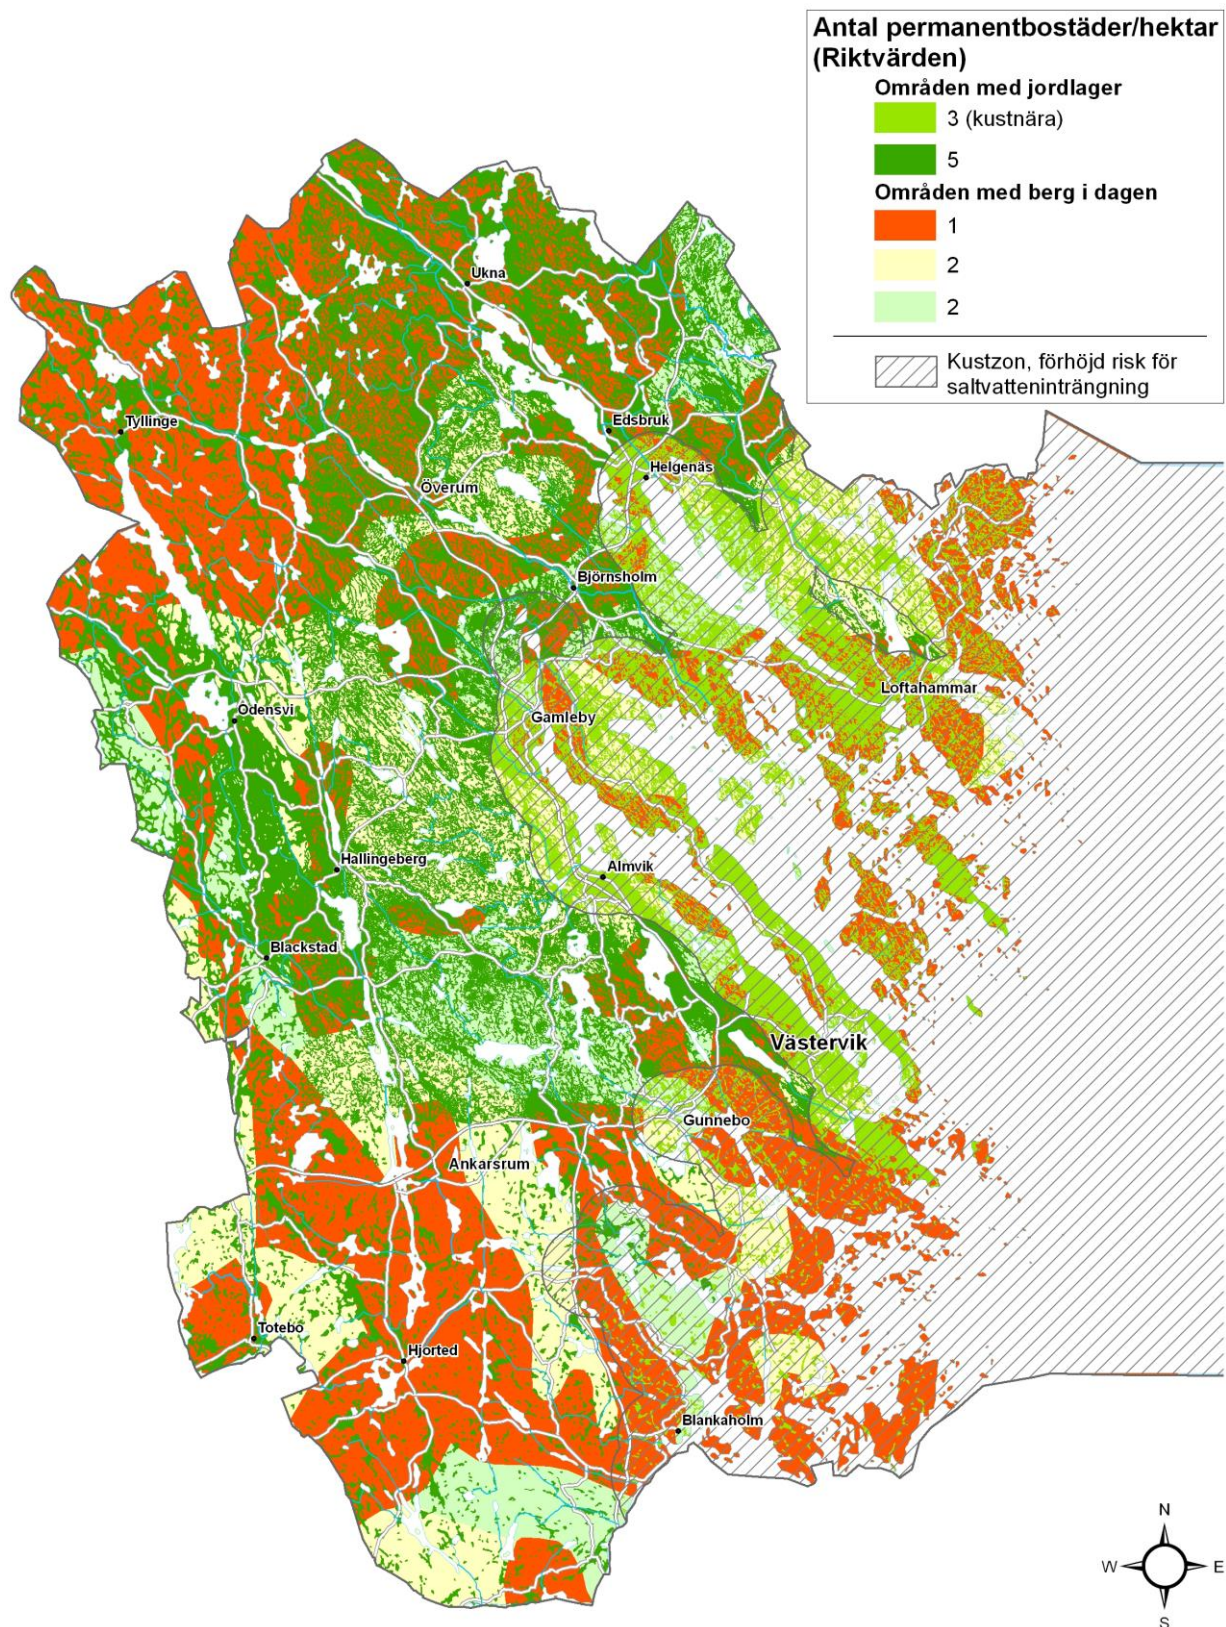 Antal permanentbostäder/hektar
(Riktvärden)
Områden med jordlager
3 (kustnära)
5
Områden med berg i dagen
1
2
2
Kustzon, förhöjd risk för
saltvatteninträngning
Ukna
Tyllinge
Edsbruk
Helgenäs
Överum
Björnsholm
Loftahammar
Odensvi
Gamleby
Hallingeberg
Almvik
Blackstad
Västervik
Gunnebo
Ankarsrum
Totebo
Hjorted
Blankaholm
N
W
E
S